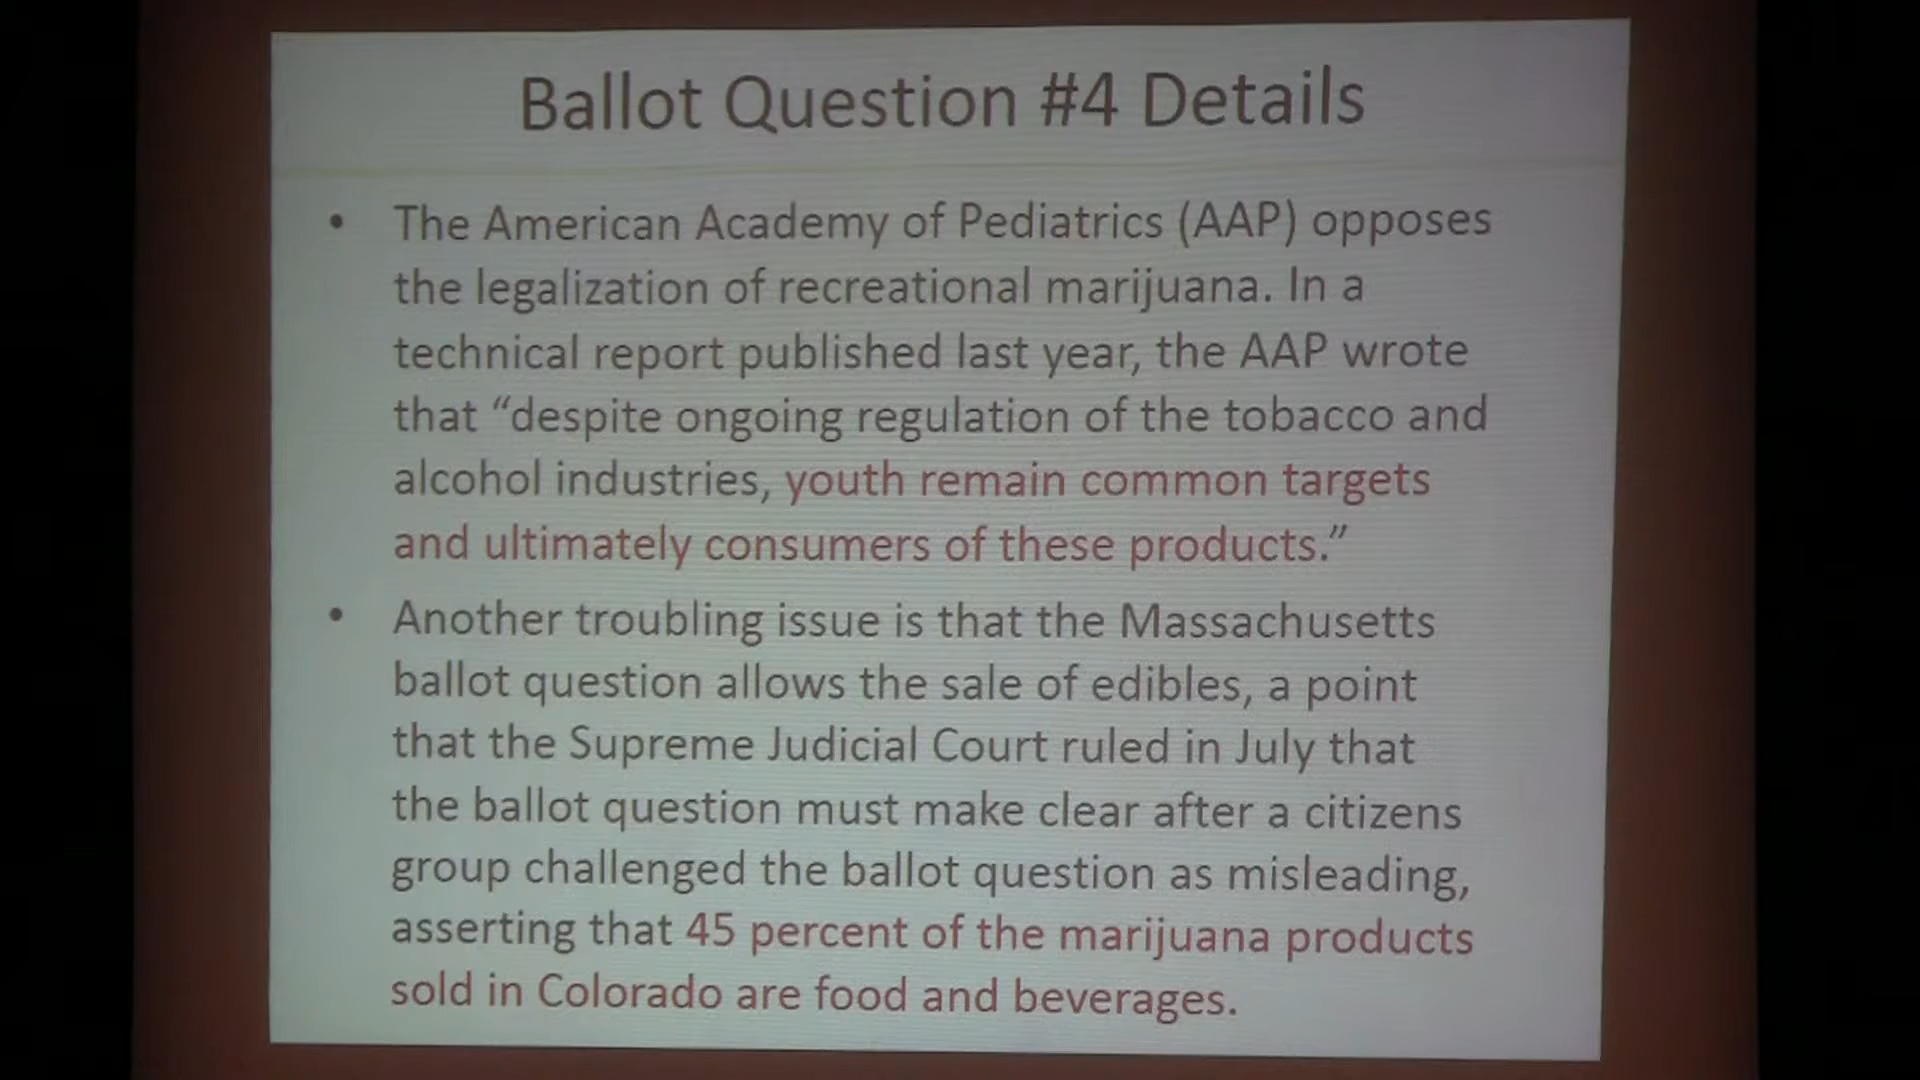 Ballot Question #4 Details
• The American Academy of Pediatrics (AAP) opposes
the legalization of recreational marijuana. In a
technical report published last year, the AAP wrote
that “despite ongoing regulation of the tobacco and
alcohol industries, youth remain common targets
and ultimately consumers of these products.”
• Another troubling issue is that the Massachusetts
ballot question allows the sale of edibles, a point
that the Supreme Judicial Court ruled in July that
the ballot question must make clear after a citizens
group challenged the ballot question as misleading,
asserting that 45 percent of the marijuana products
sold in Colorado are food and beverages.